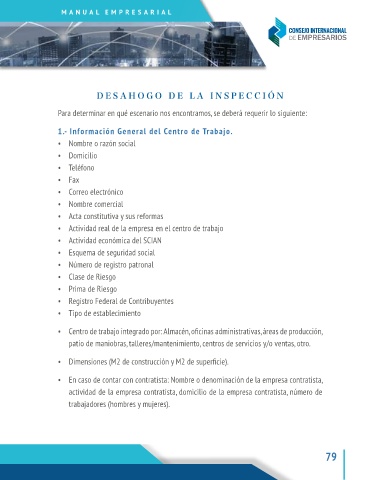 MANUAL EMPRESARIAL
CONSEJO INTERNACIONAL
DE EMPRESARIOS
DESAHOGO DE LA INSPECCIÓN
Para determinar en qué escenario nos encontramos, se deberá requerir lo siguiente:
1.- Información General del Centro de Trabajo.
• Nombre o razón social
• Domicilio
• Teléfono
• Fax
• Correo electrónico
• Nombre comercial
• Acta constitutiva y sus reformas
• Actividad real de la empresa en el centro de trabajo
• Actividad económica del SCIAN
• Esquema de seguridad social
• Número de registro patronal
• Clase de Riesgo
• Prima de Riesgo
• Registro Federal de Contribuyentes
• Tipo de establecimiento
• Centro de trabajo integrado por: Almacén, oficinas administrativas, áreas de producción,
patio de maniobras, talleres/mantenimiento, centros de servicios y/o ventas, otro.
• Dimensiones (M2 de construcción y M2 de superficie).
• En caso de contar con contratista: Nombre o denominación de la empresa contratista,
actividad de la empresa contratista, domicilio de la empresa contratista, número de
trabajadores (hombres y mujeres).
79